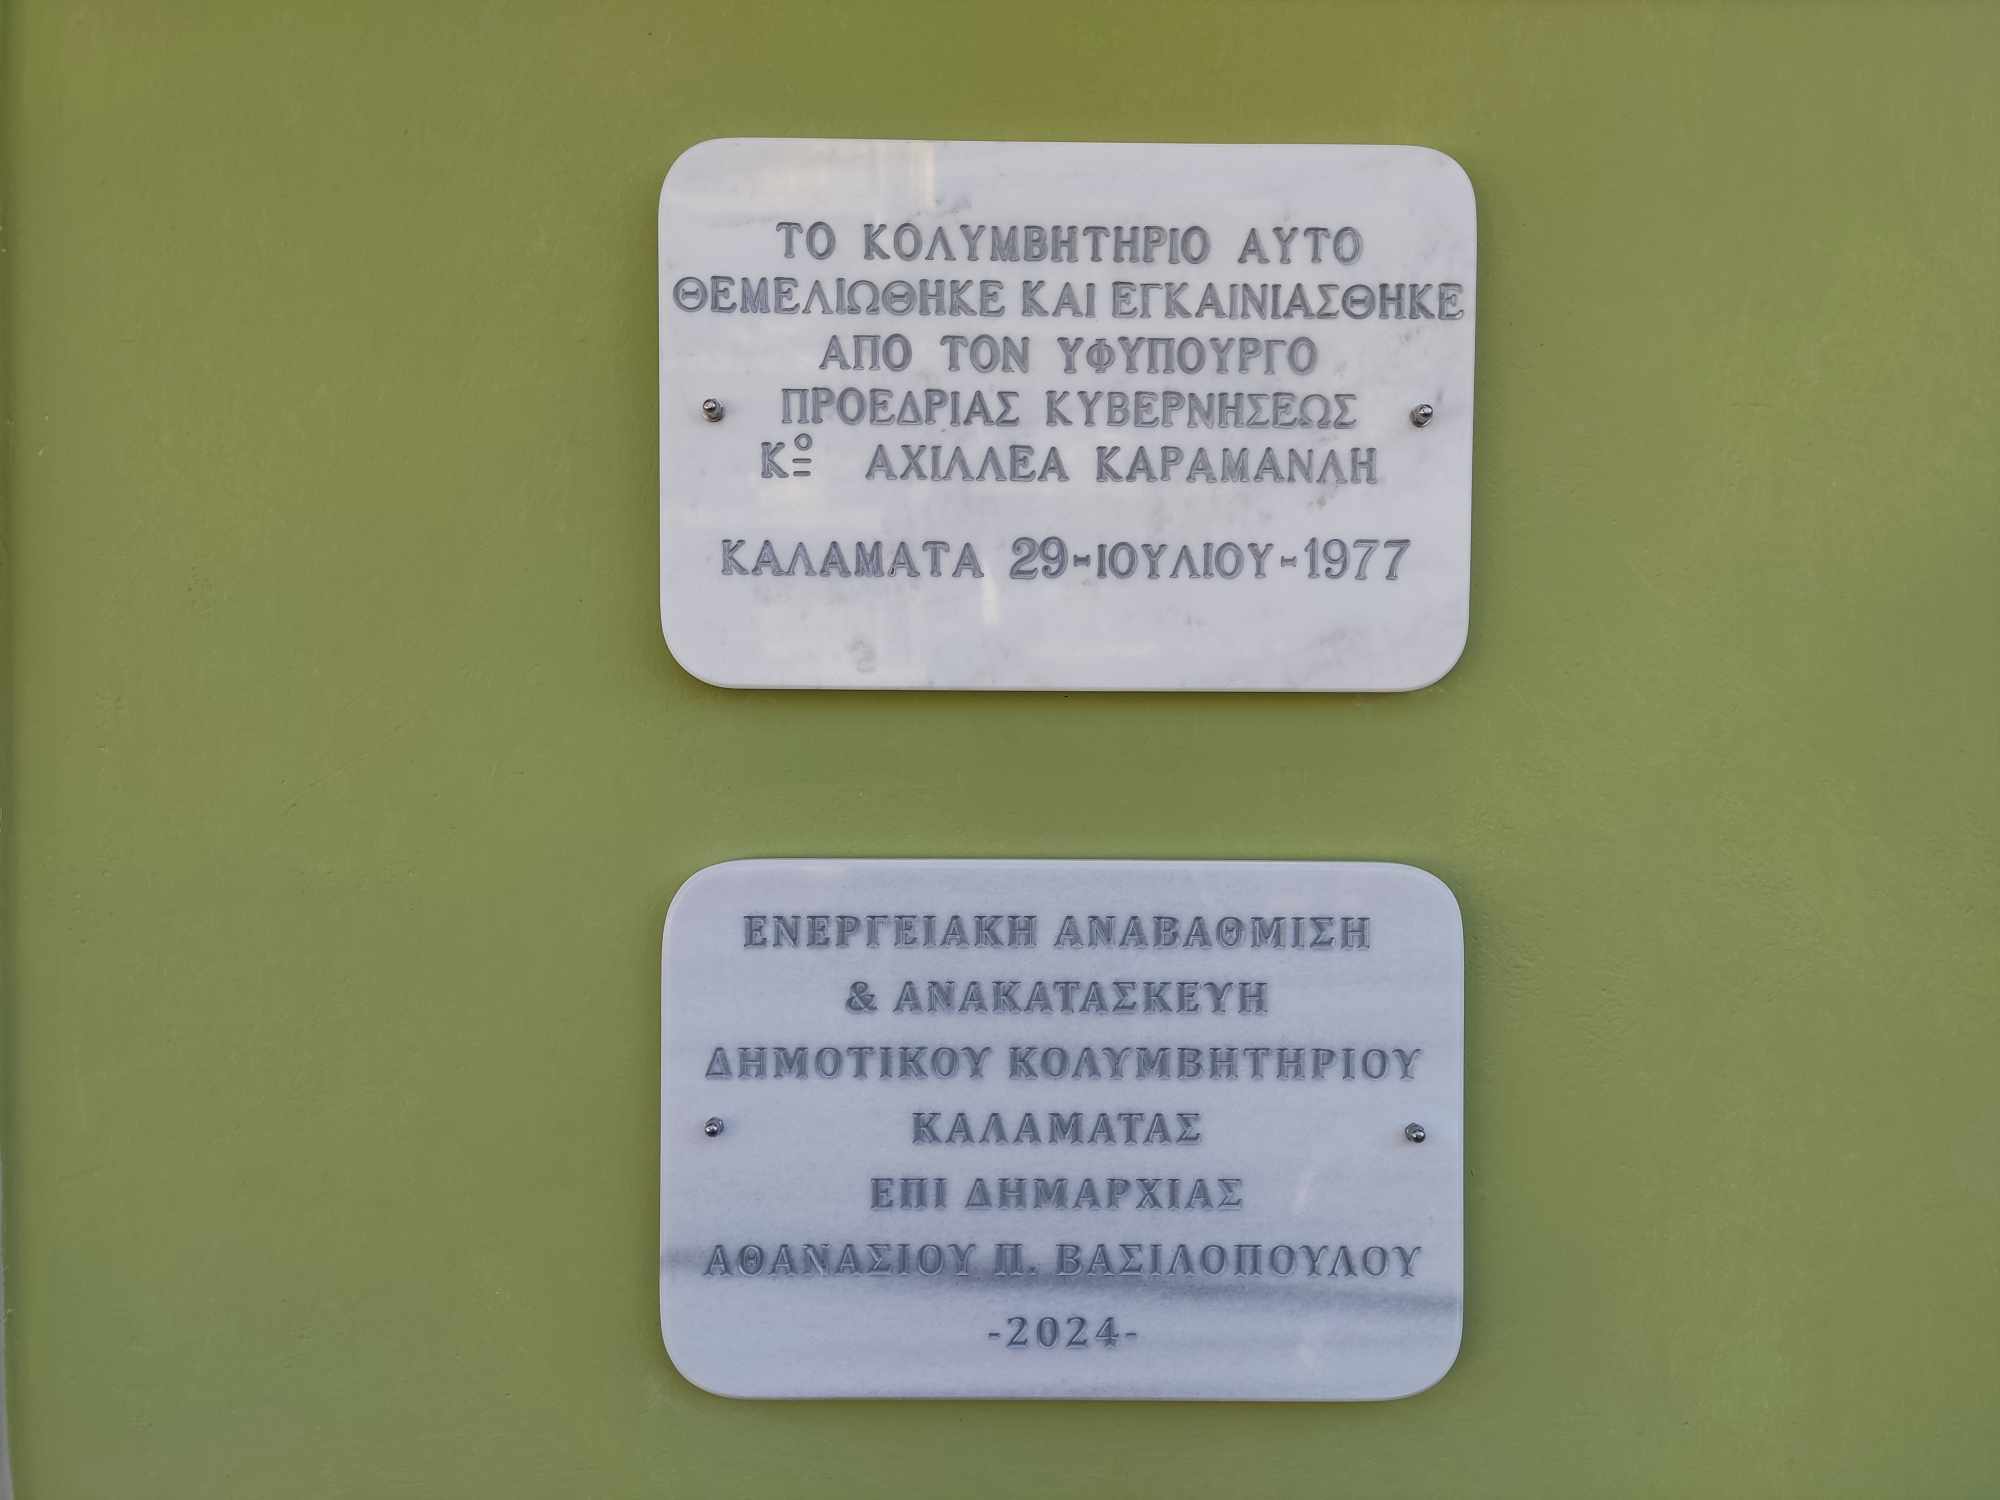 ΤΟ ΚΟΛΥΜΒΗΤΗΡΙΟ ΑΥΤΟ
ΘΕΜΕΛΙΩΘΗΚΕ ΚΑΙ ΕΓΚΑΙΝΙΑΣΘΗΚΕ
ΑΠΟ ΤΟΝ ΥΦΥΠΟΥΡΓΟ
ΠΡΟΕΔΡΙΑΣ ΚΥΒΕΡΝΗΣΕΩΣ
Κº ΑΧΙΛΛΕΑ ΚΑΡΑΜΑΝΛΗ
ΚΑΛΑΜΑΤΑ 29-ΙΟΥΛΙΟΥ-1977
ΕΝΕΡΓΕΙΑΚΗ ΑΝΑΒΑΘΜΙΣΗ
& ΑΝΑΚΑΤΑΣΚΕΥΗ
ΔΗΜΟΤΙΚΟΥ ΚΟΛΥΜΒΗΤΗΡΙΟΥ
ΚΑΛΑΜΑΤΑΣ
ΕΠΙ ΔΗΜΑΡΧΙΑΣ
ΑΘΑΝΑΣΙΟΥ Π. ΒΑΣΙΛΟΠΟΥΛΟΥ
-2024-